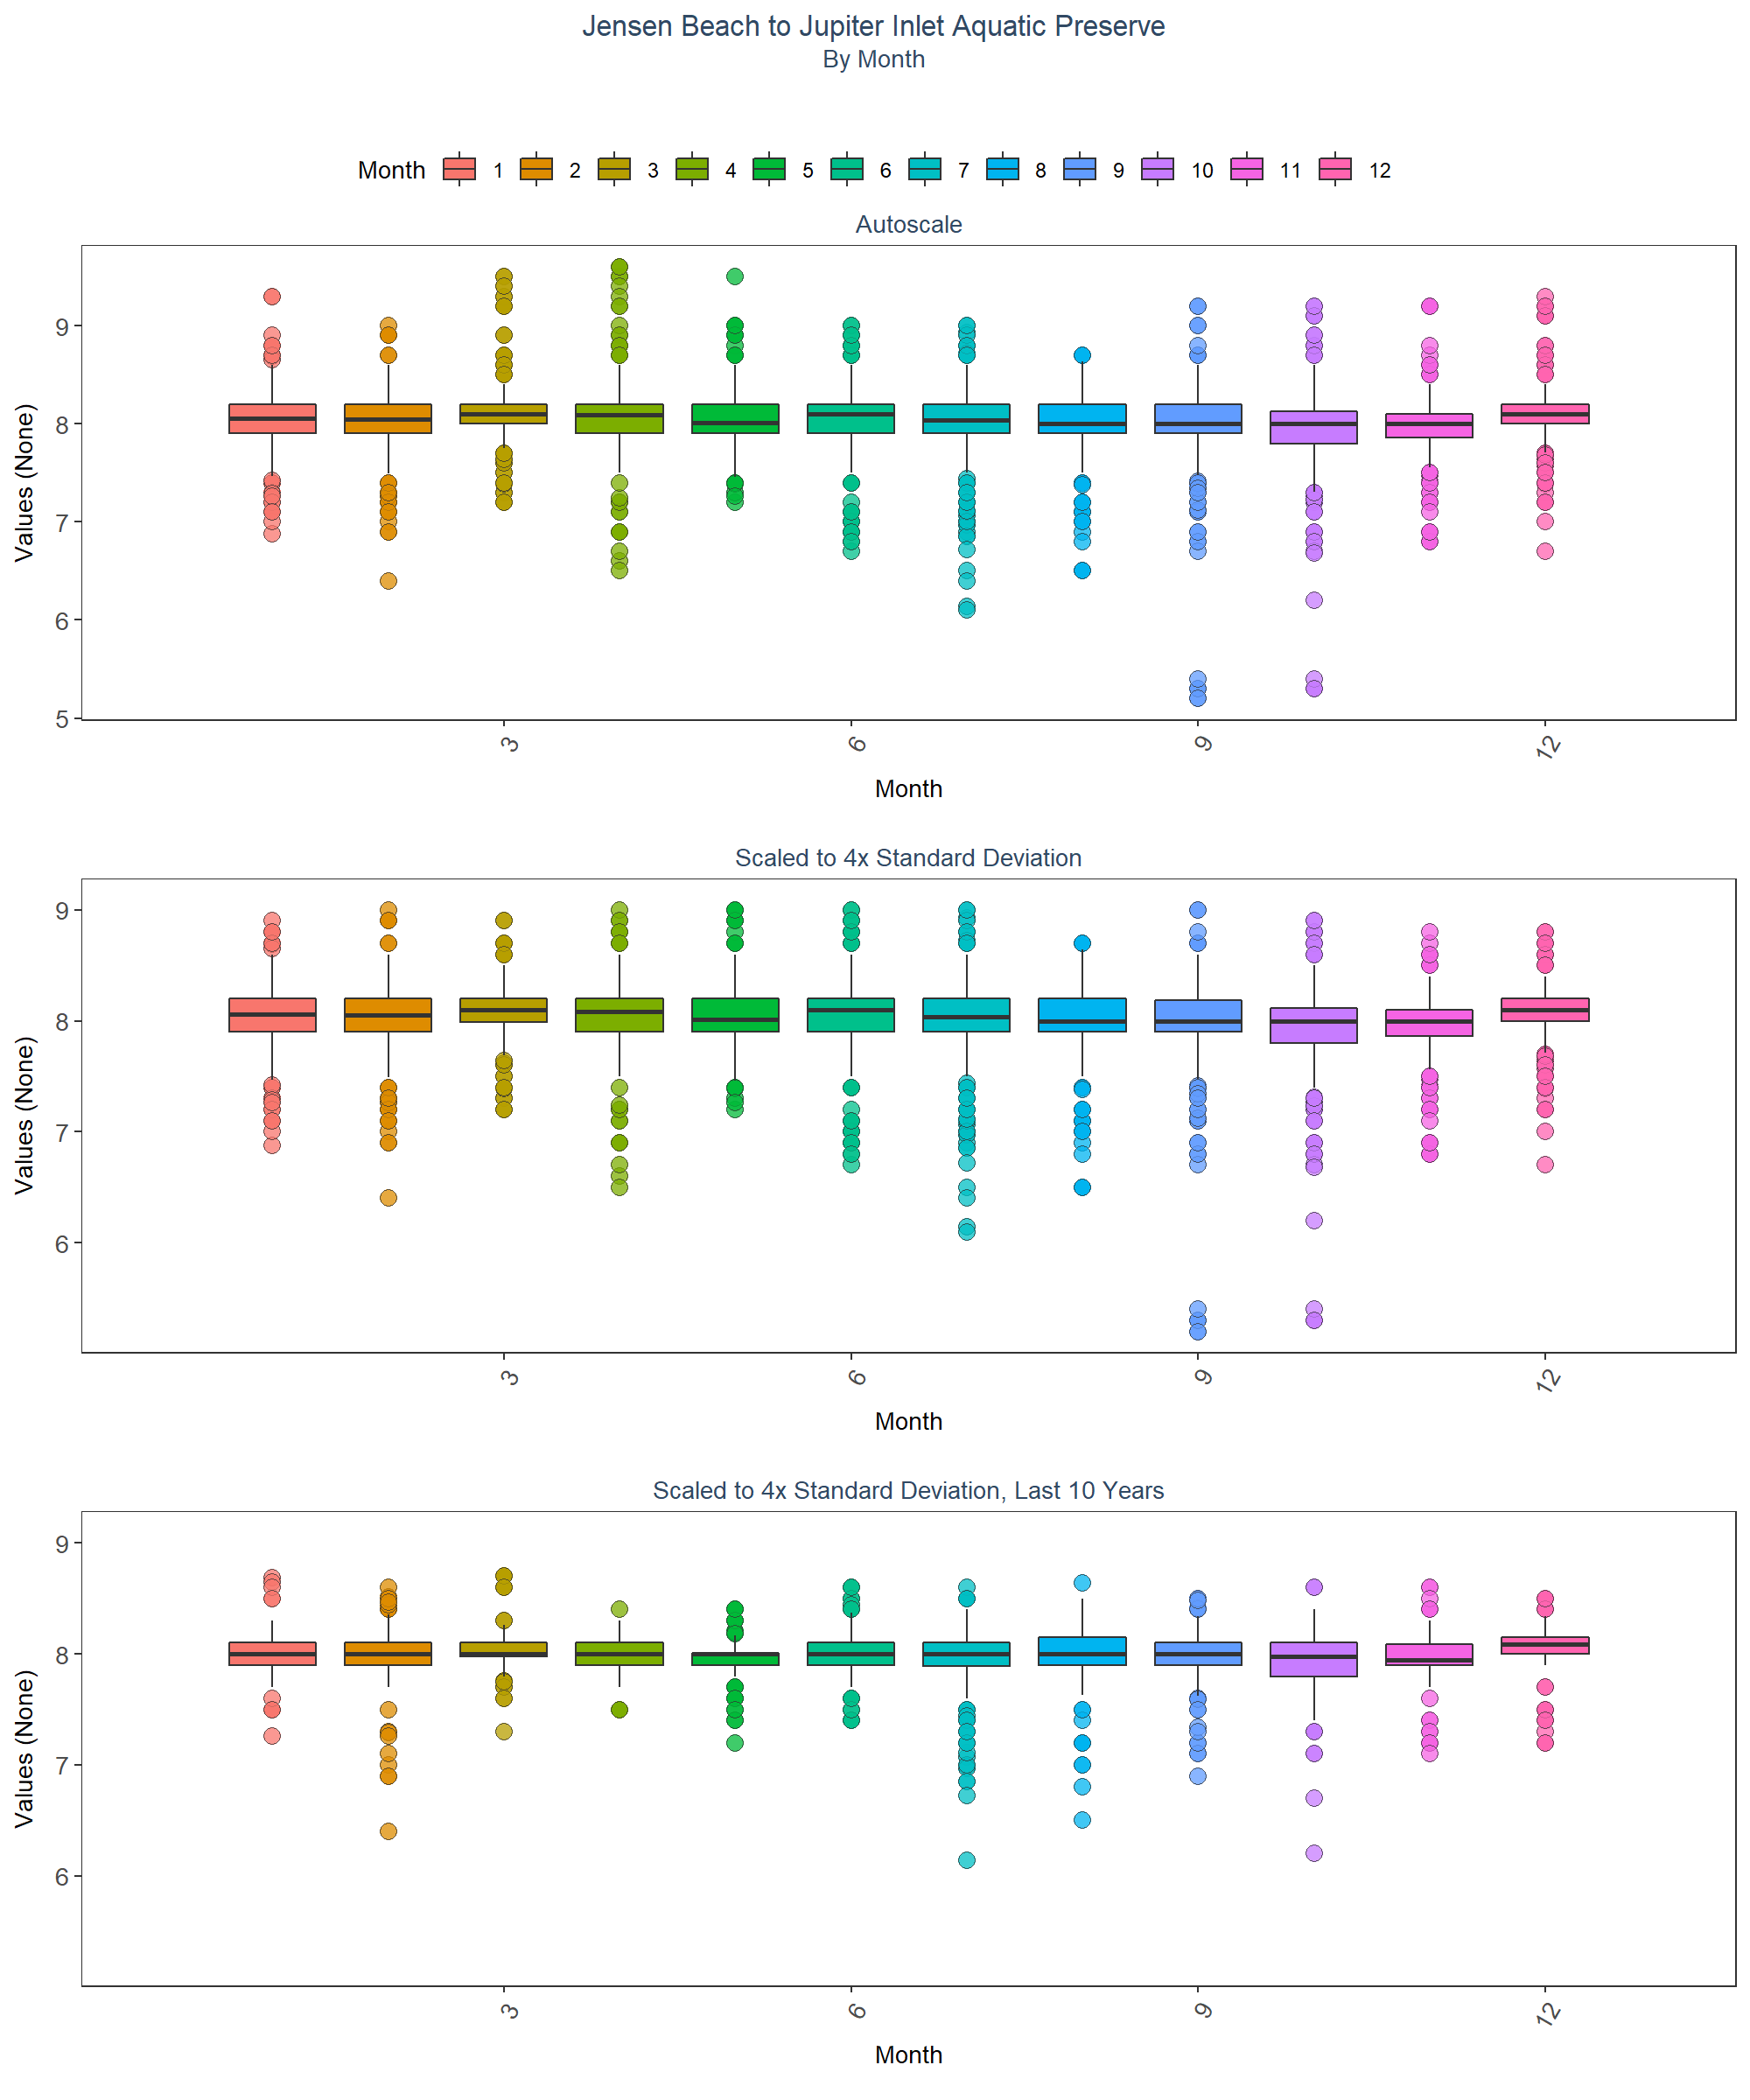 Jensen Beach to Jupiter Inlet Aquatic Preserve
By Month
Month 1 2 3 4 5 6 7 8 9 10 11 12
Autoscale
Values (None)
9
8
7
6
5
3 6 9 12
Month
Scaled to 4x Standard Deviation
Values (None)
9
8
7
6
3 6 9 12
Month
Scaled to 4x Standard Deviation, Last 10 Years
Values (None)
9
8
7
6
3 6 9 12
Month